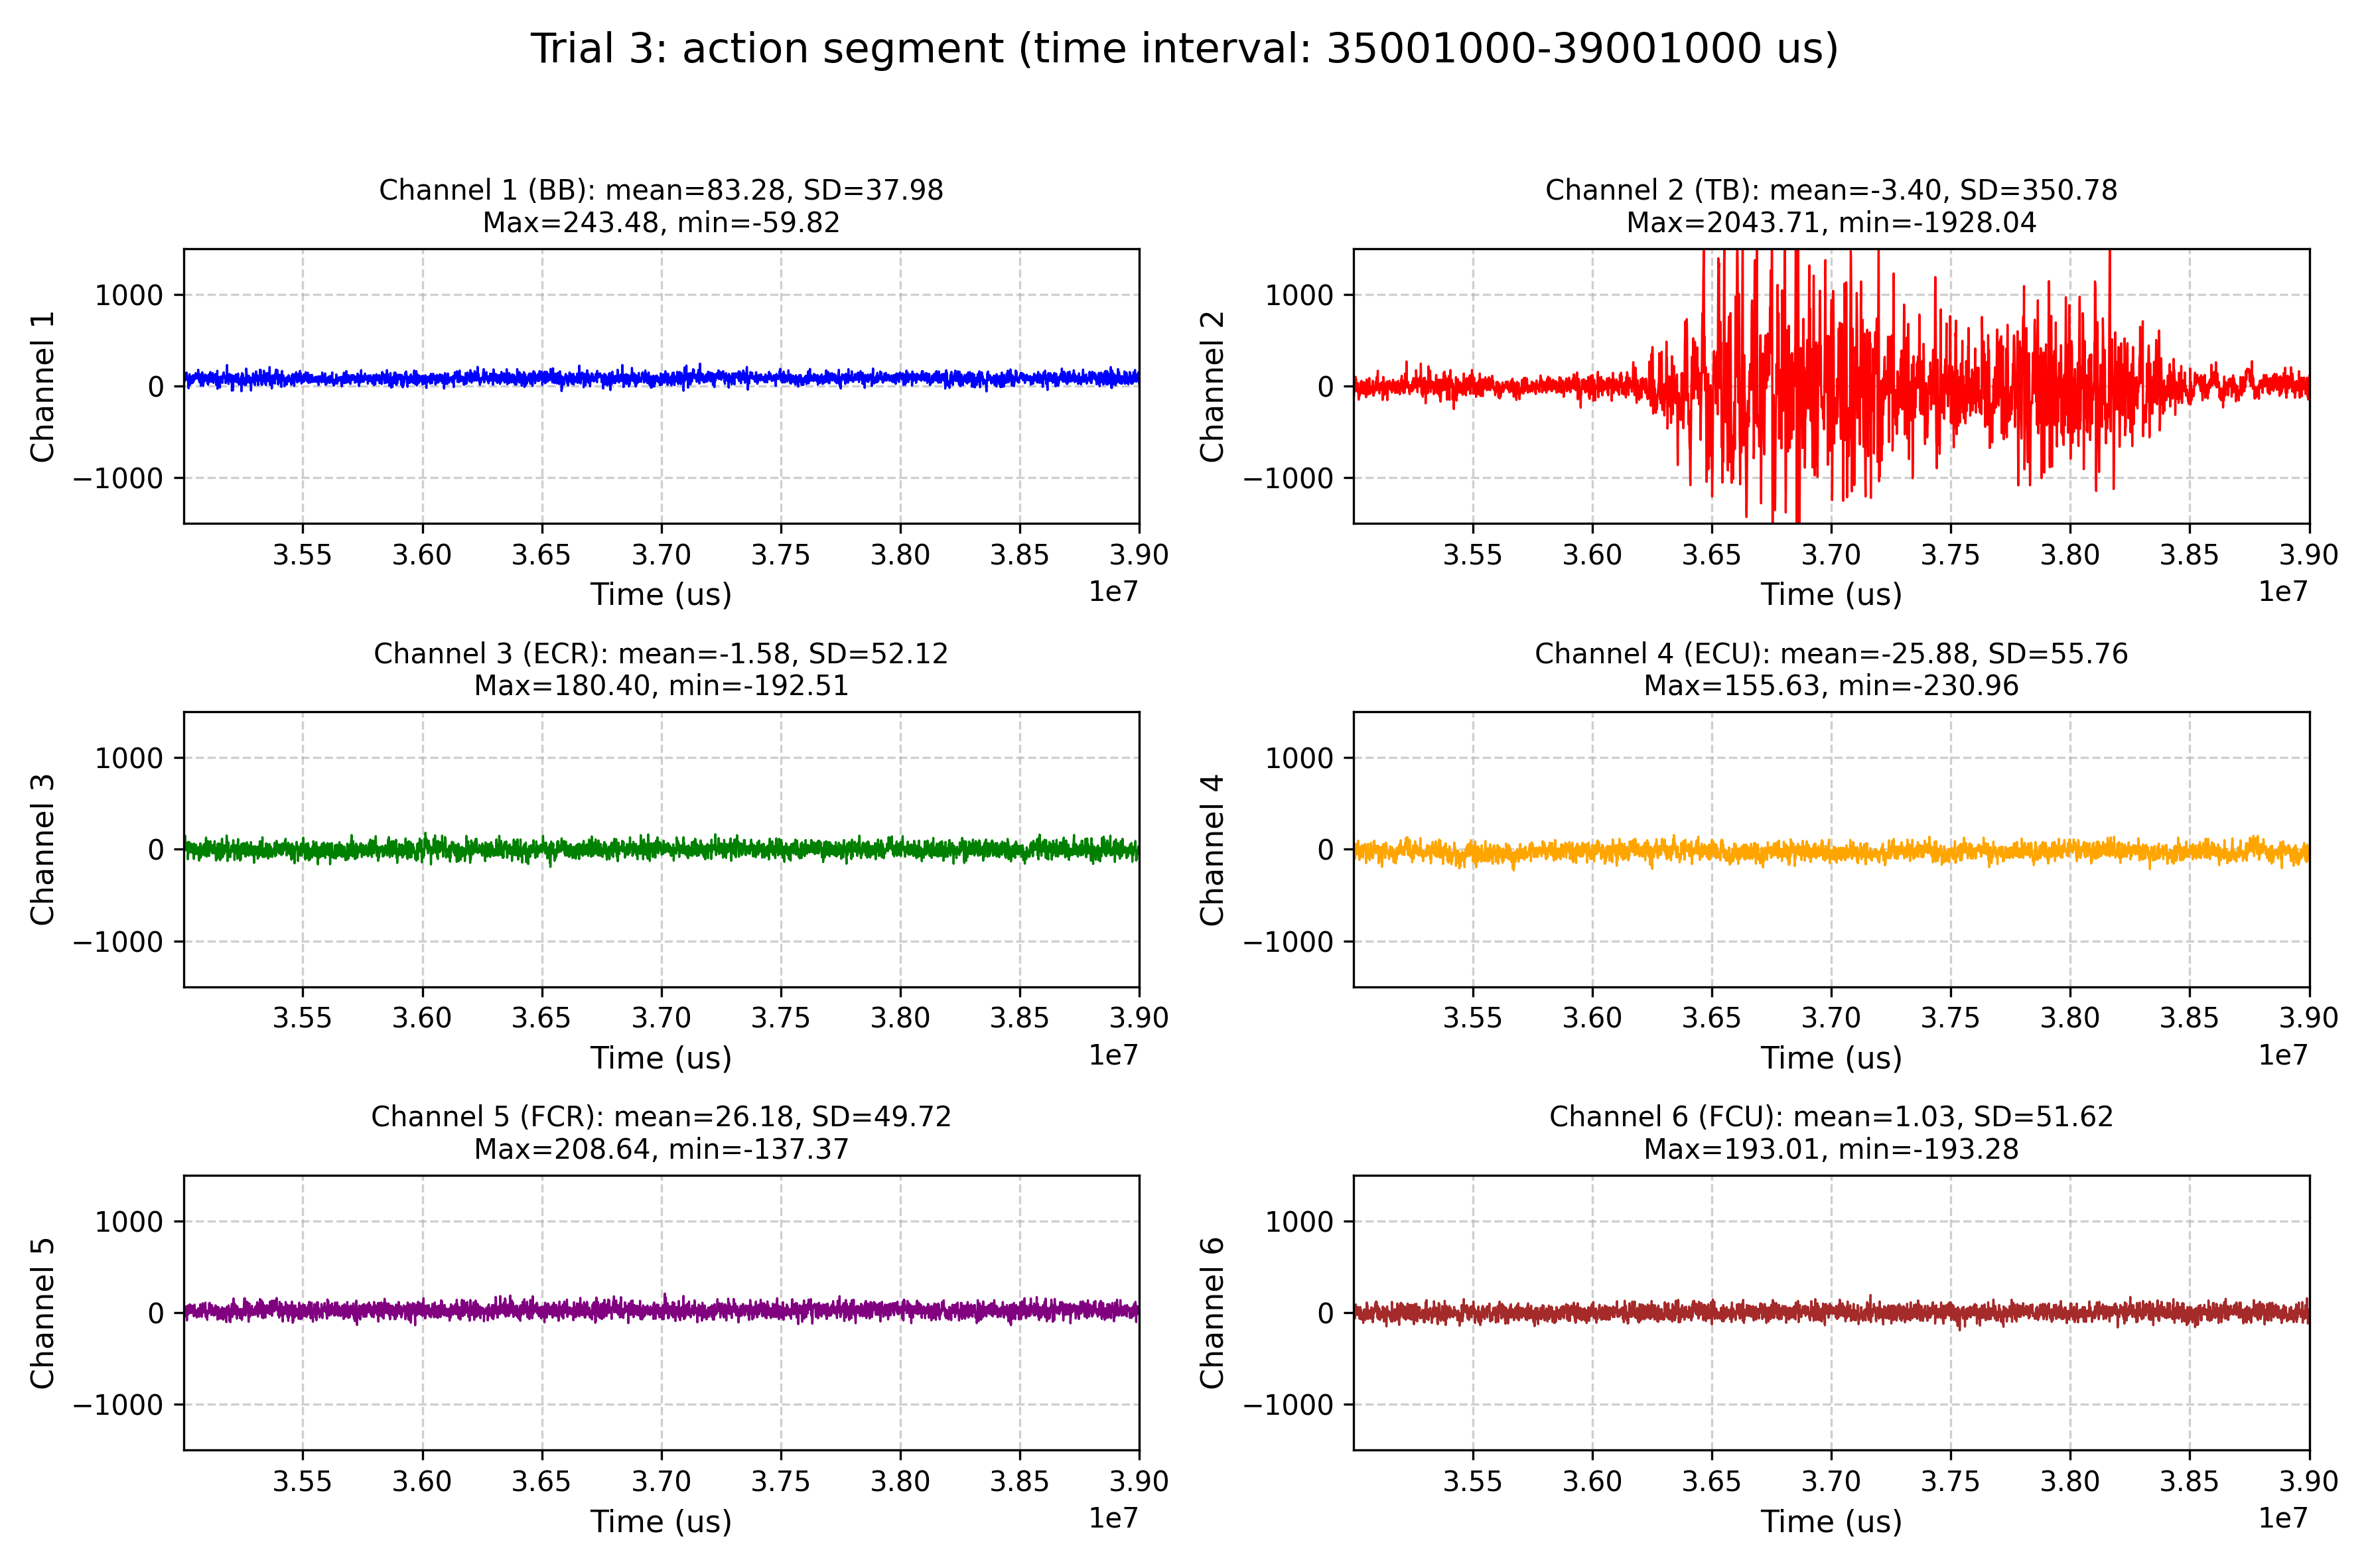 Trial 3: action segment (time interval: 35001000-39001000 us)
Channel 1 (BB): mean=83.28, SD=37.98
Max=243.48, min=-59.82
Channel 1
1000
0
−1000
3.55 3.60 3.65 3.70 3.75 3.80 3.85 3.90
Time (us)
1e7
Channel 2 (TB): mean=-3.40, SD=350.78
Max=2043.71, min=-1928.04
Channel 2
1000
0
−1000
3.55 3.60 3.65 3.70 3.75 3.80 3.85 3.90
Time (us)
1e7
Channel 3 (ECR): mean=-1.58, SD=52.12
Max=180.40, min=-192.51
Channel 3
1000
0
−1000
3.55 3.60 3.65 3.70 3.75 3.80 3.85 3.90
Time (us)
1e7
Channel 4 (ECU): mean=-25.88, SD=55.76
Max=155.63, min=-230.96
Channel 4
1000
0
−1000
3.55 3.60 3.65 3.70 3.75 3.80 3.85 3.90
Time (us)
1e7
Channel 5 (FCR): mean=26.18, SD=49.72
Max=208.64, min=-137.37
Channel 5
1000
0
−1000
3.55 3.60 3.65 3.70 3.75 3.80 3.85 3.90
Time (us)
1e7
Channel 6 (FCU): mean=1.03, SD=51.62
Max=193.01, min=-193.28
Channel 6
1000
0
−1000
3.55 3.60 3.65 3.70 3.75 3.80 3.85 3.90
Time (us)
1e7